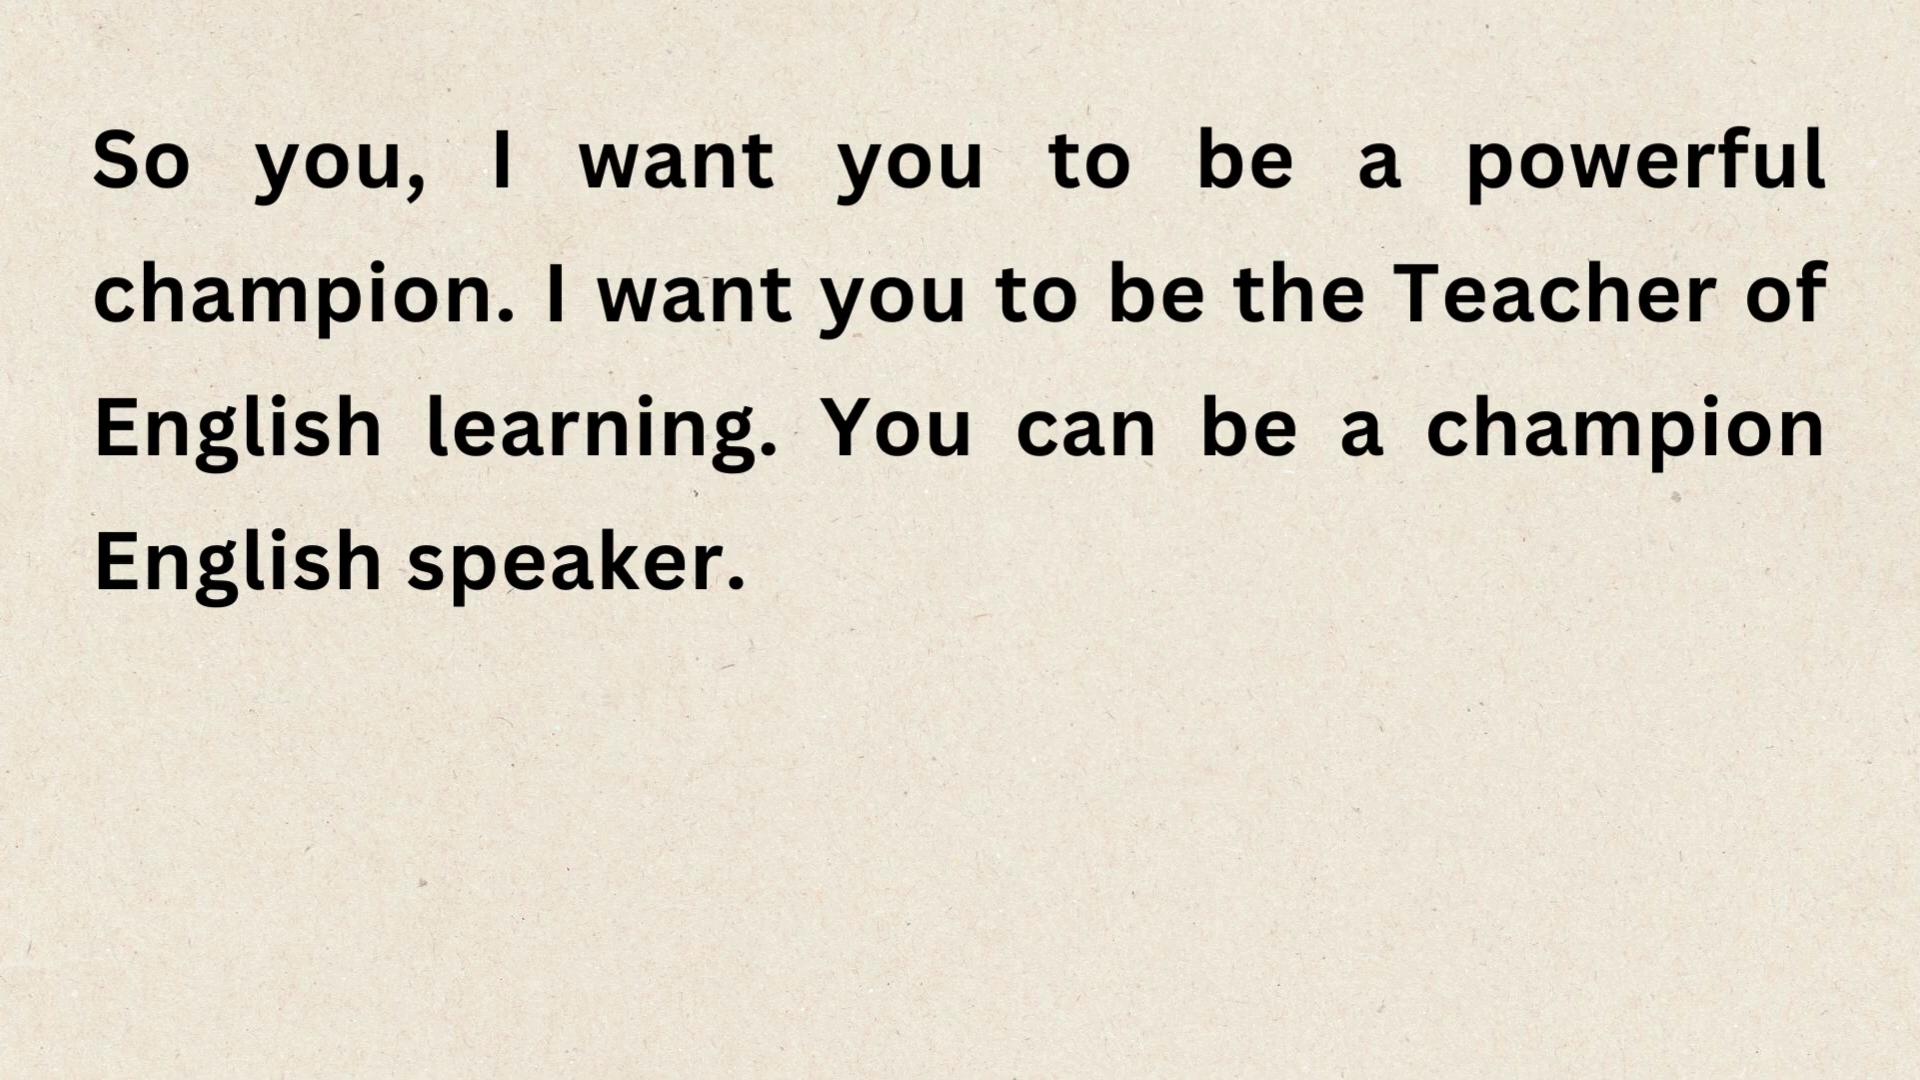 So you, I want you to be a powerful
champion. I want you to be the Teacher of
English learning. You can be a champion
English speaker.